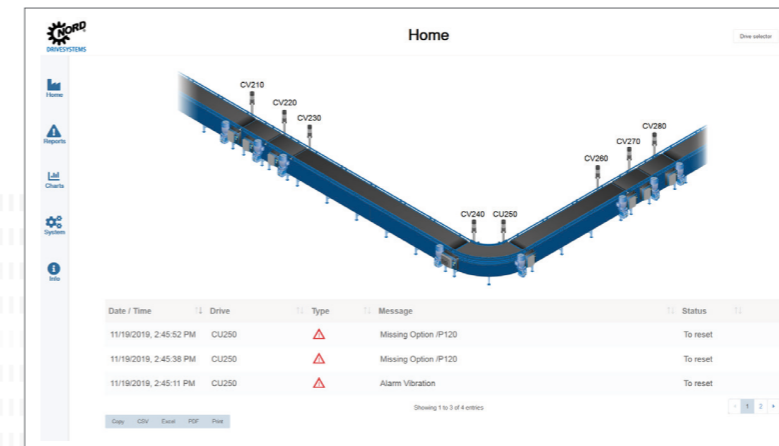 NORD
DRIVESYSTEMS
Home
Drive selector
Home
Reports
Charts
System
Info
CV210
CV220
CV230
CV240
CU250
CV260
CV270
CV280
Date / Time Drive Type Message Status
11/19/2019, 2:45:52 PM CU250 Missing Option /P120 To reset
11/19/2019, 2:45:38 PM CU250 Missing Option /P120 To reset
11/19/2019, 2:45:11 PM CU250 Alarm Vibration To reset
Showing 1 to 3 of 4 entries
1 2
Copy CSV Excel PDF Print